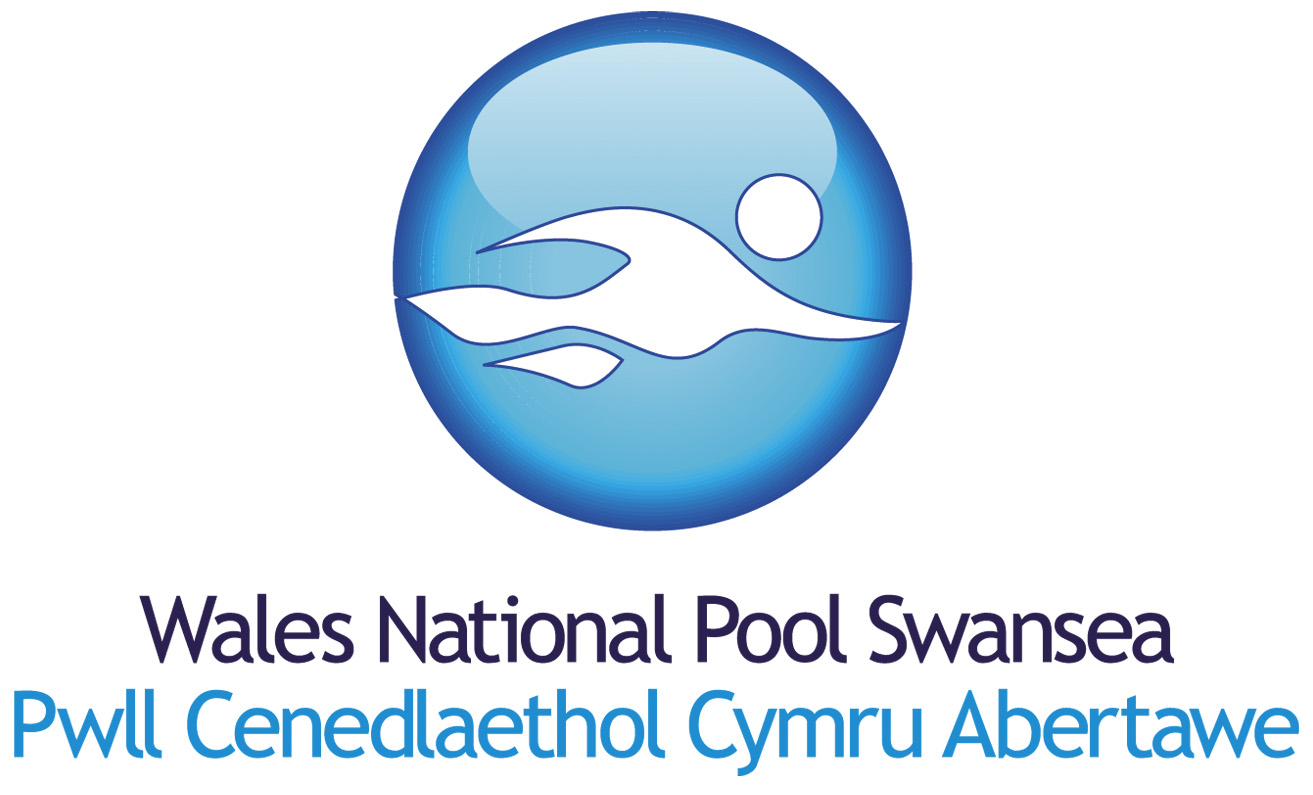 Wales National Pool Swansea
Pwll Cenedlaethol Cymru Abertawe